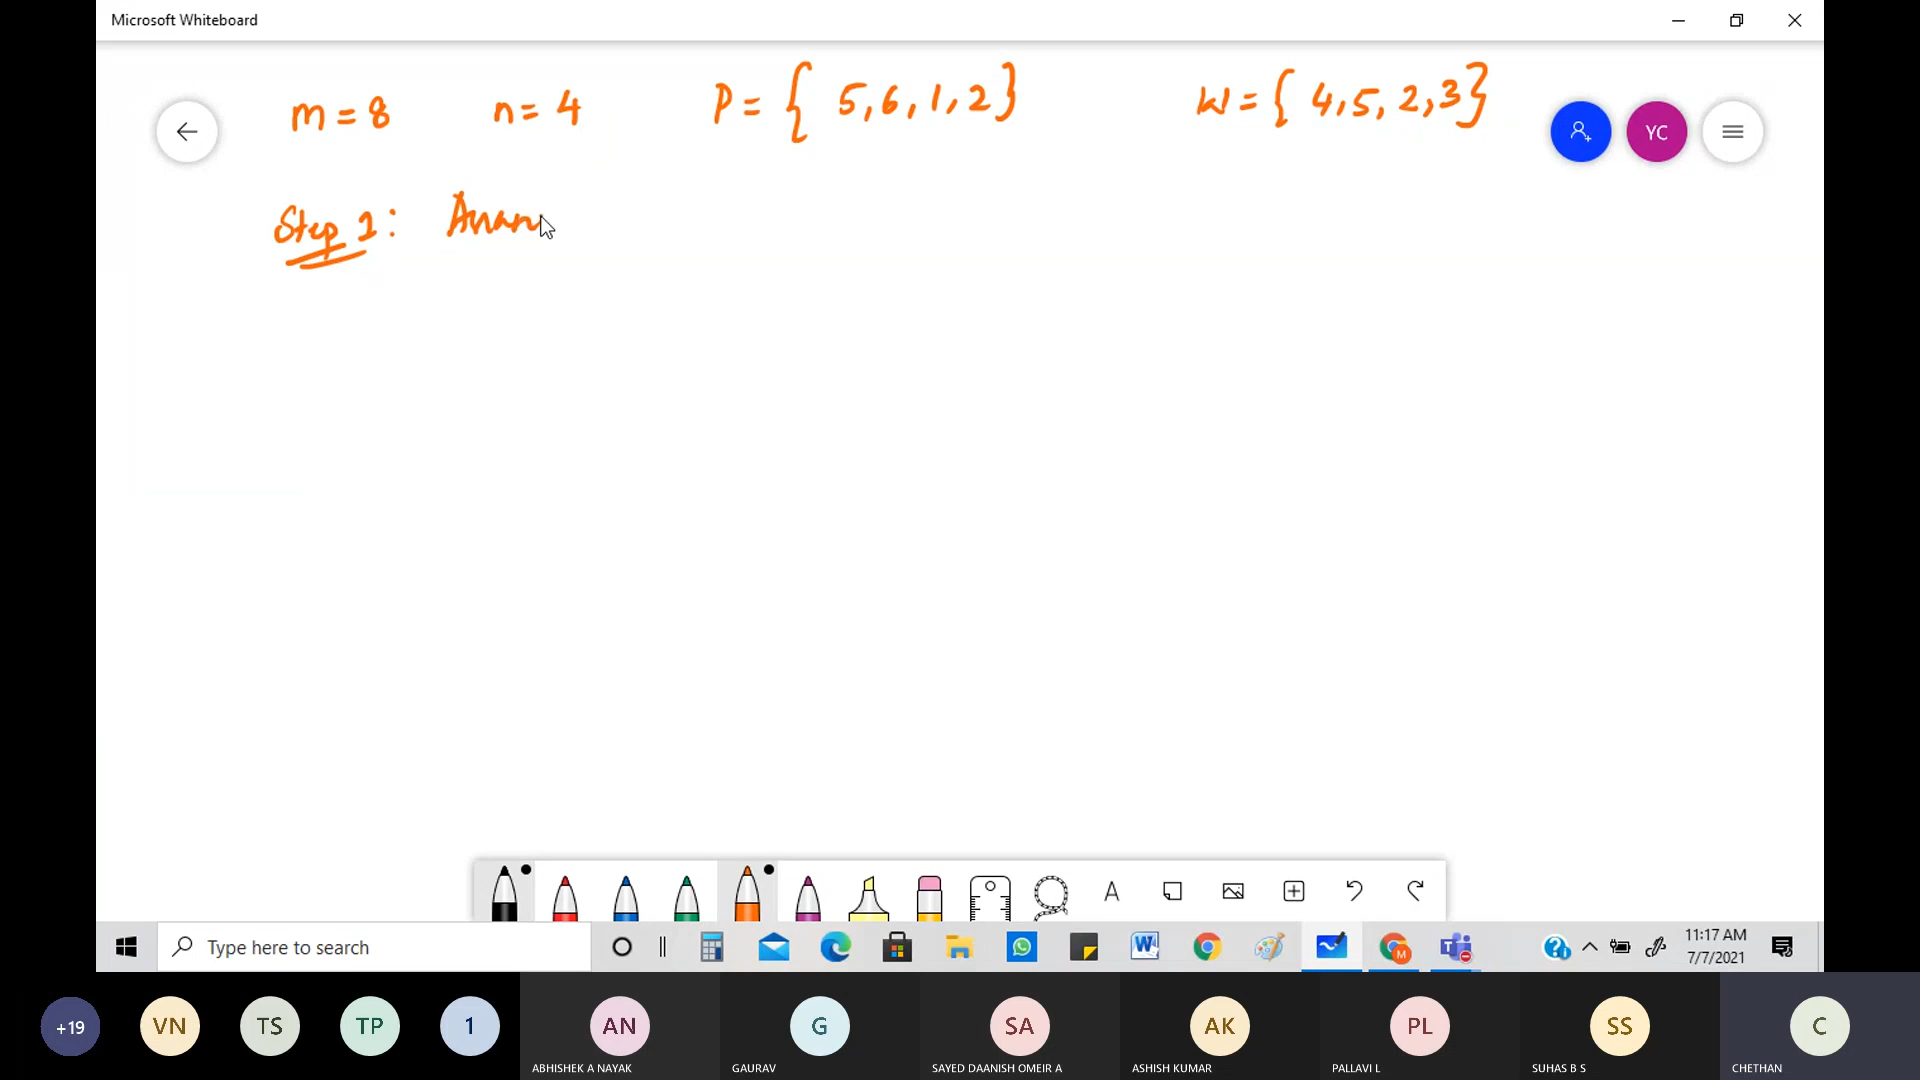 Microsoft Whiteboard
m = 8 n = 4 P = { 5, 6, 1, 2 } W = { 4, 5, 2, 3 }
YC
Step 1:
A
Type here to search
11:17 AM
7/7/2021
+19 VN TS TP 1 AN G SA AK PL SS C
ABHISHEK A NAYAK GAURAV SAYED DAANISH OMEIR A ASHISH KUMAR PALLAVI L SUHAS B S CHETHAN